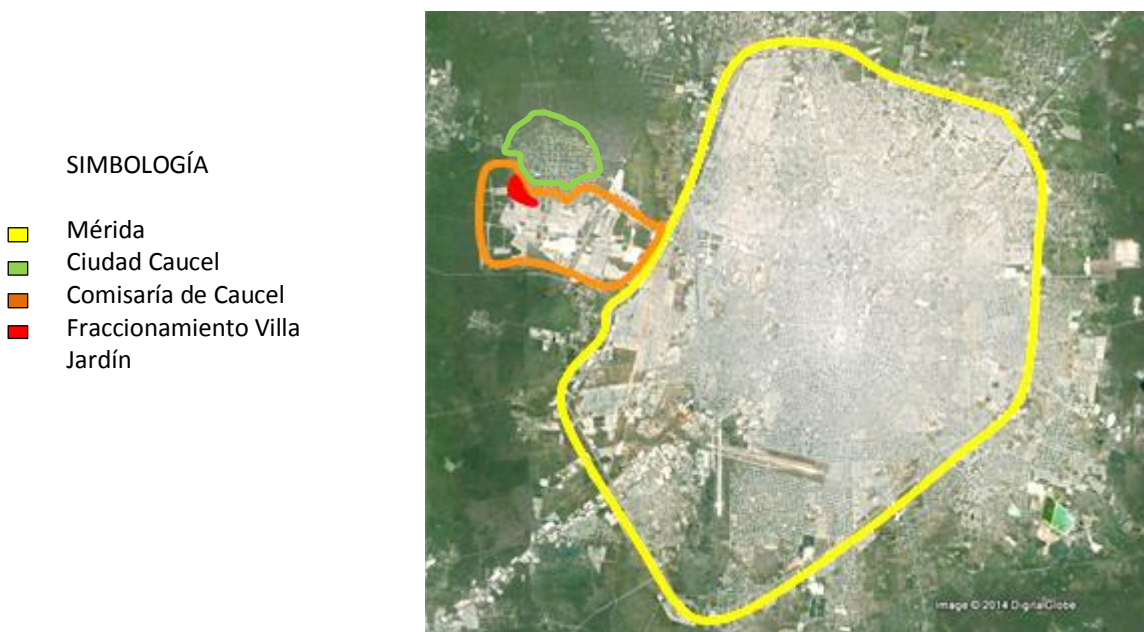 SIMBOLOGÍA
Mérida
Ciudad Caucel
Comisaría de Caucel
Fraccionamiento Villa
Jardín
Image © 2014 DigitalGlobe